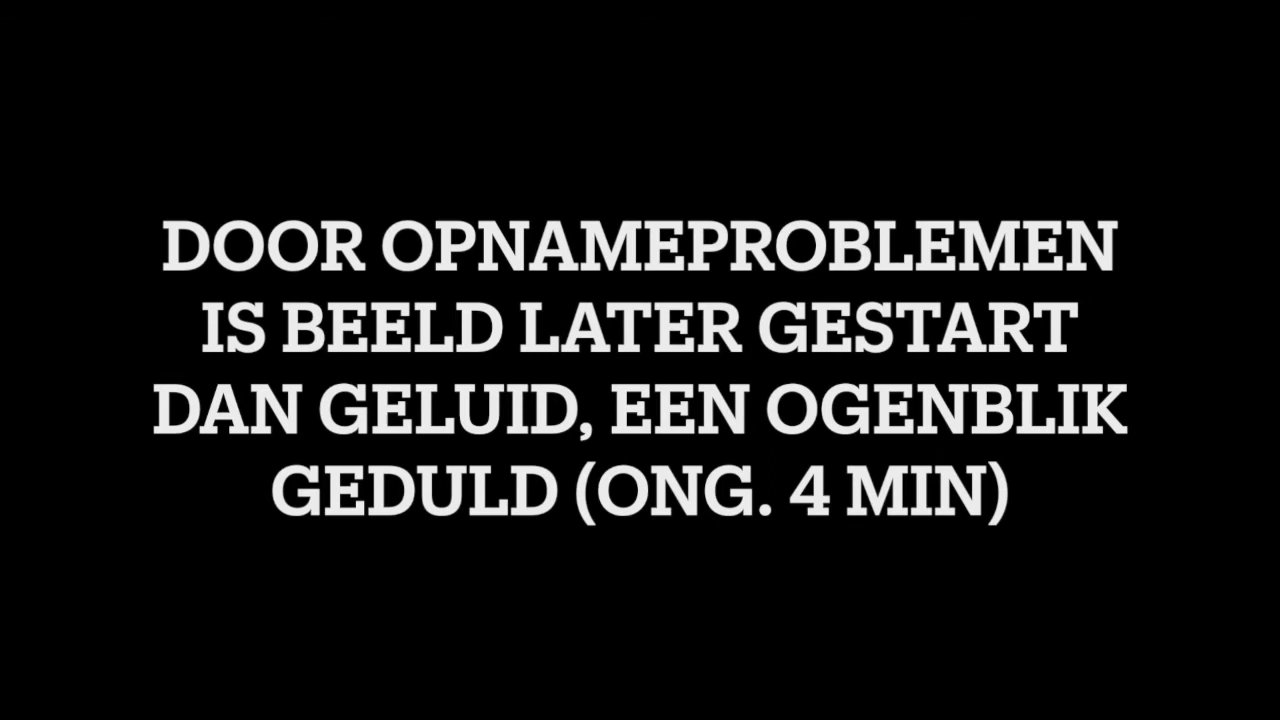 DOOR OPNAMEPROBLEMEN
IS BEELD LATER GESTART
DAN GELUID, EEN OGENBLIK
GEDULD (ONG. 4 MIN)